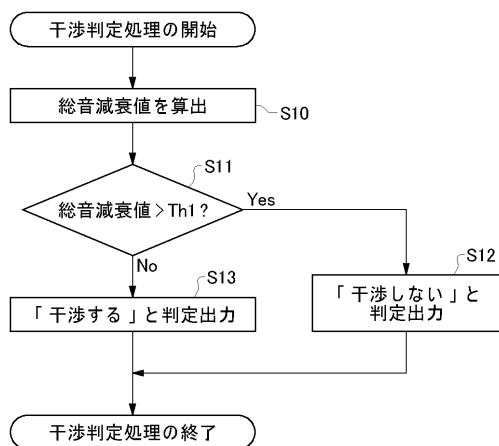 干渉判定処理の開始
総音減衰値を算出
S10
S11
総音減衰値>Th1?
Yes
No
S12
S13
「干渉する」と判定出力
「干渉しない」と
判定出力
干渉判定処理の終了